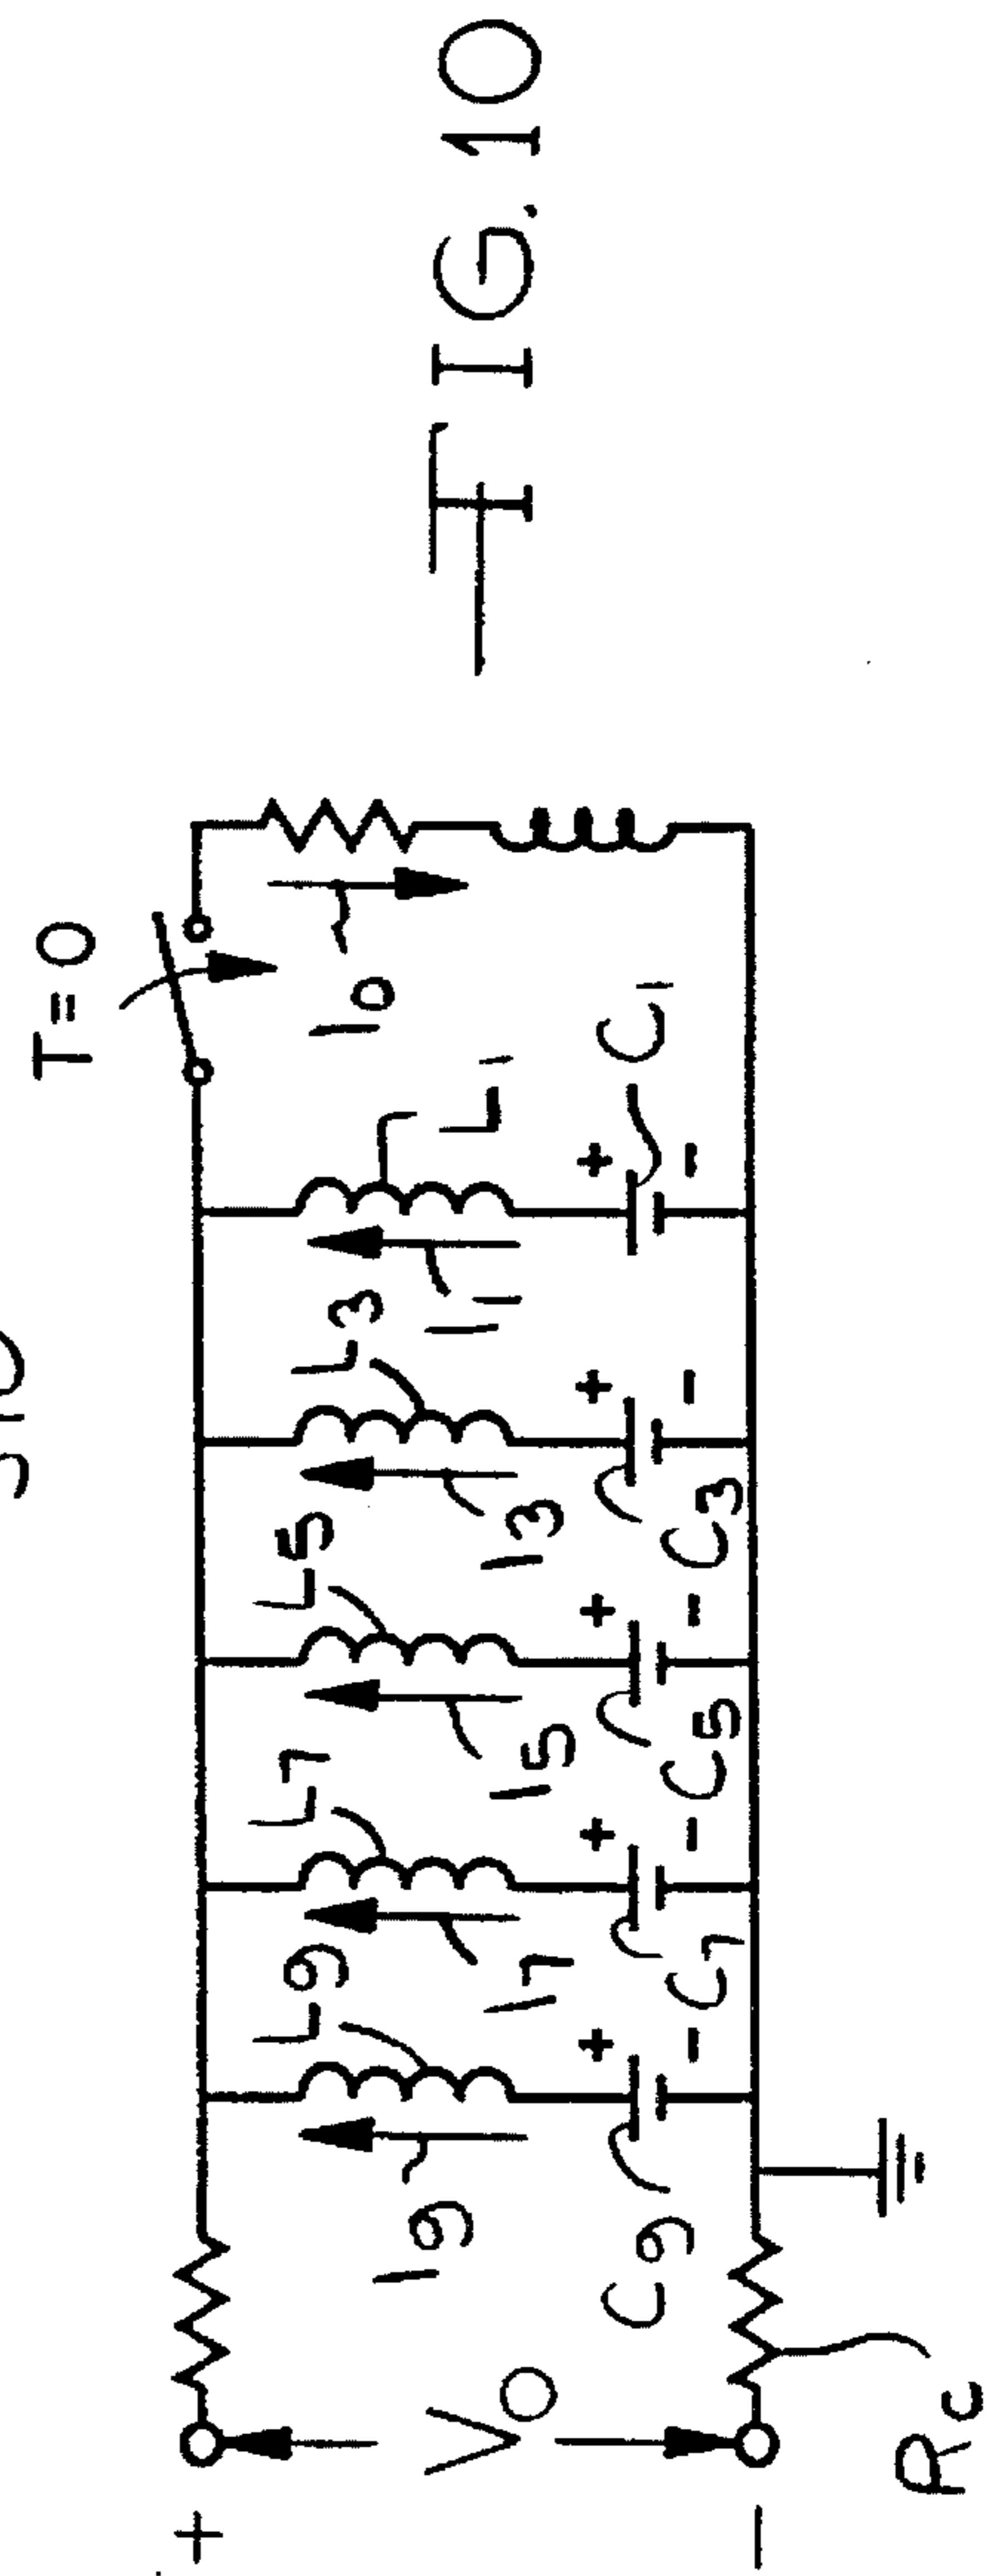 T=0
+
L9
L7
L5
L3
L1
I0
I9
I7
I5
I3
I1
VO
+
+
+
+
+
C9
C7
C5
C3
C1
-
-
-
-
-
−
RC
FIG. 10